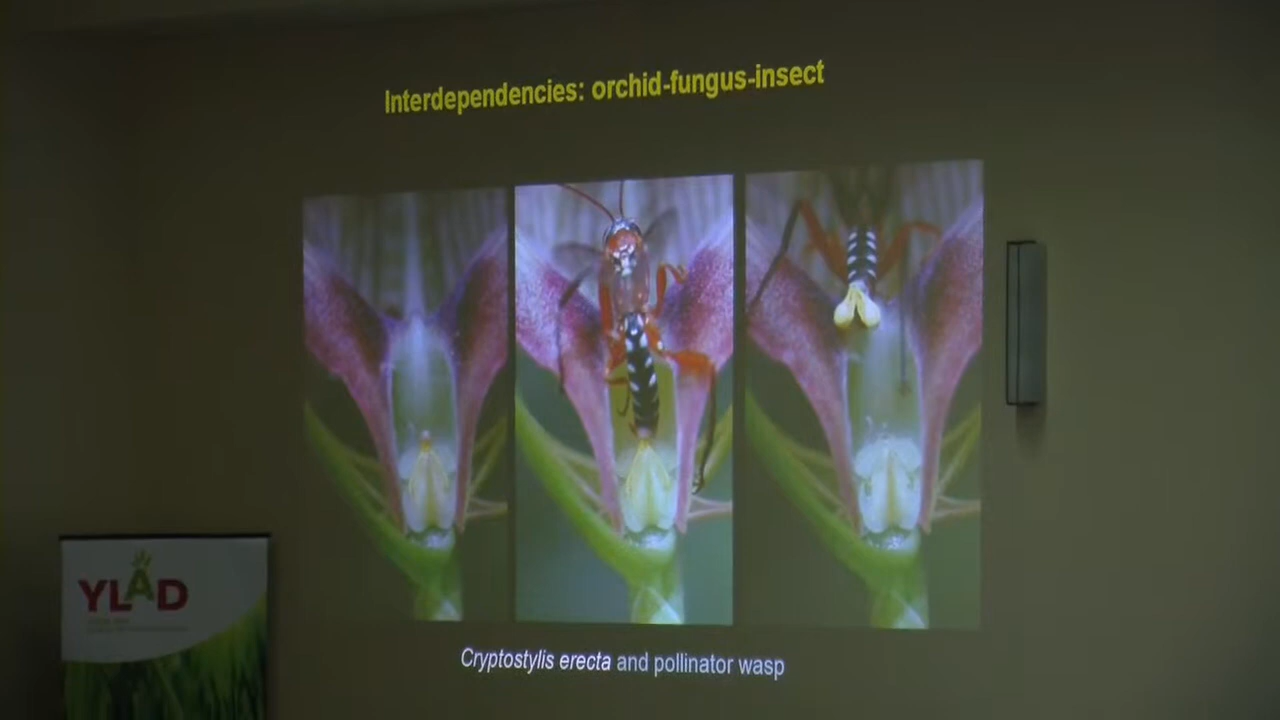 Interdependencies: orchid-fungus-insect
Cryptostylis erecta and pollinator wasp
YLAD